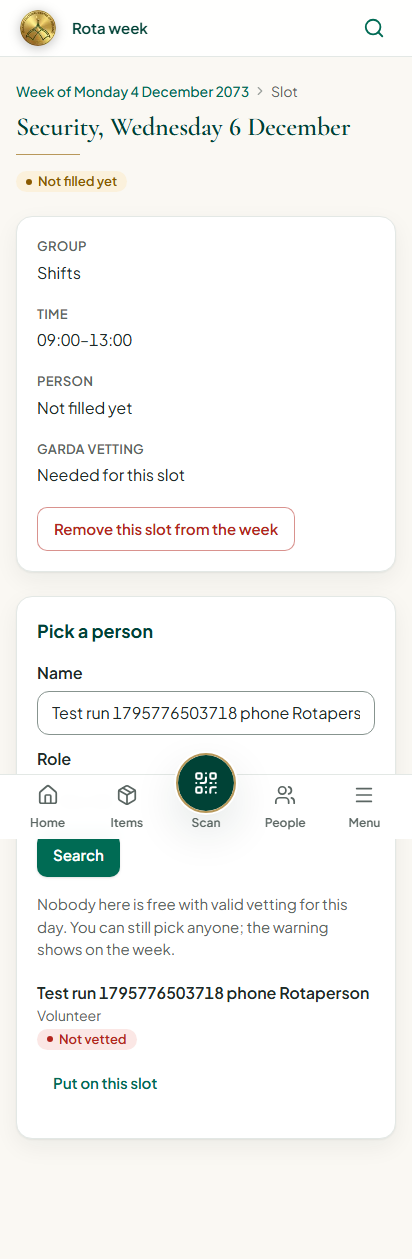 Rota week
Week of Monday 4 December 2073 > Slot
Security, Wednesday 6 December
Not filled yet
GROUP
Shifts
TIME
09:00–13:00
PERSON
Not filled yet
GARDA VETTING
Needed for this slot
Remove this slot from the week
Pick a person
Name
Test run 1795776503718 phone Rotapers
Role
Home
Items
Scan
People
Menu
Search
Nobody here is free with valid vetting for this
day. You can still pick anyone; the warning
shows on the week.
Test run 1795776503718 phone Rotaperson
Volunteer
Not vetted
Put on this slot